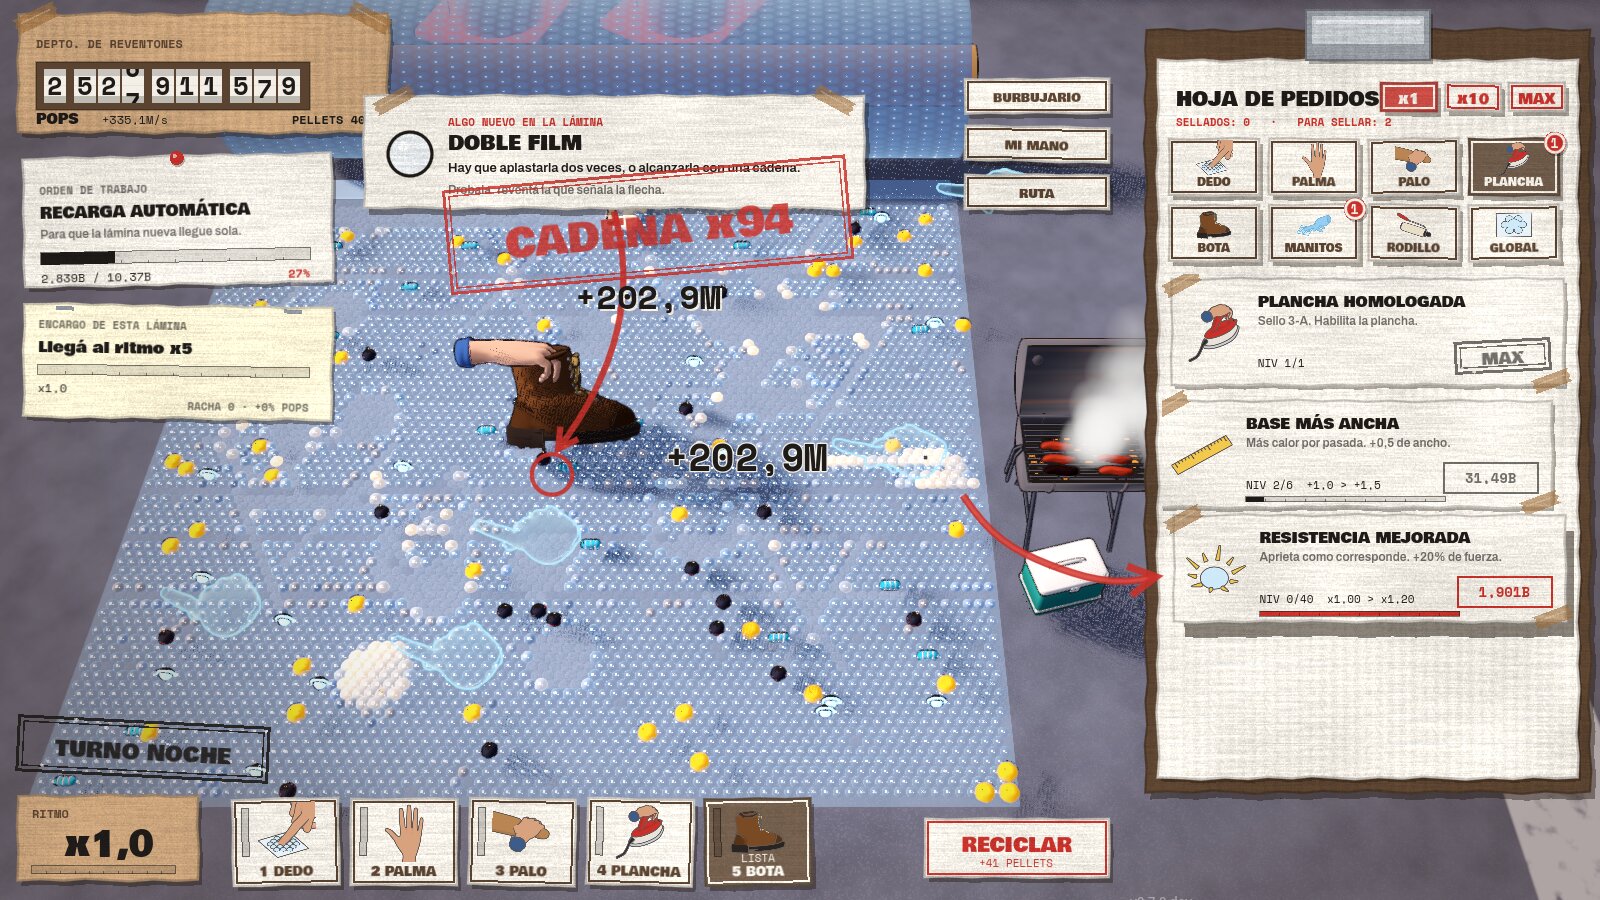 DEPTO. DE REVENTONES
2 52 911 579
POPS +335,1M/s PELLETS 40
ORDEN DE TRABAJO
RECARGA AUTOMÁTICA
Para que la lámina nueva llegue sola.
2,839B / 10,37B 27%
ENCARGO DE ESTA LÁMINA
Llegá al ritmo x5
x1,0
RACHA 0 · +0% POPS
ALGO NUEVO EN LA LÁMINA
DOBLE FILM
Hay que aplastarla dos veces, o alcanzarla con una cadena.
Probala: reventá la que señala la flecha.
CADENA x94
+202,9M
+202,9M
BURBUJARIO
MI MANO
RUTA
HOJA DE PEDIDOS x1 x10 MAX
SELLADOS: 0 · PARA SELLAR: 2
DEDO
PALMA
PALO
PLANCHA
1
BOTA
MANITOS
1
RODILLO
GLOBAL
PLANCHA HOMOLOGADA
Sello 3-A. Habilita la plancha.
NIV 1/1
MAX
BASE MÁS ANCHA
Más calor por pasada. +0,5 de ancho.
NIV 2/6 +1,0 > +1,5
31,49B
RESISTENCIA MEJORADA
Aprieta como corresponde. +20% de fuerza.
NIV 0/40 x1,00 > x1,20
1,901B
TURNO NOCHE
RITMO
x1,0
1 DEDO
2 PALMA
3 PALO
4 PLANCHA
LISTA
5 BOTA
RECICLAR
+41 PELLETS